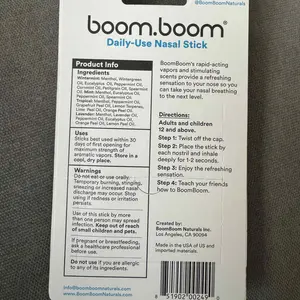 boom.boom®
Daily-Use Nasal Stick
@BoomBoomNaturals
Product Info
Ingredients
Wintermint: Menthol, Wintergreen
Oil, Eucalyptus Oil, Peppermint Oil,
Cornmint Oil, Petitgrain Oil, Spearmint
Oil. Mint: Menthol, Eucalyptus Oil,
Peppermint Oil, Spearmint Oil.
Tropical: Menthol, Peppermint Oil,
Grapefruit Peel Oil, Lemon Terpenes,
Lime Peel Oil, Orange Peel Oil.
Lavender: Menthol, Lavender Oil,
Peppermint Oil, Eucalyptus Oil,
Orange Peel Oil, Lemon Peel Oil.
Uses
Sticks best used within 30
days of first opening for
maximum strength of
aromatic vapors. Store in a
cool, dry place.
Warnings
Do not eat or use orally.
Temporary burning, stinging,
sneezing or increased nasal
discharge may occur. Stop
using if redness or irritation
persists.
Use of this stick by more
than one person may spread
infection. Keep out of reach
of small children and pets.
If pregnant or breastfeeding,
ask a healthcare professional
before use.
Do not use if you are allergic
to any of its ingredients.
info@boomboomnaturals.com
www.BoomBoomNaturals.com
BoomBoom's rapid-acting
vapors and stimulating
scents provide a refreshing
sensation to your nose so you
can take your nasal breathing
to the next level.
Directions:
Adults and children
12 and above.
Step 1: Twist off the cap.
Step 2: Place the stick by
each nostril and inhale
deeply for 1-2 seconds.
Step 3: Enjoy the refreshing
sensation.
Step 4: Teach your friends
how to BoomBoom.
Created by:
BoomBoom Naturals Inc.
Los Angeles, CA 90094
Made in the USA of US and
imported materials.
51902 00249